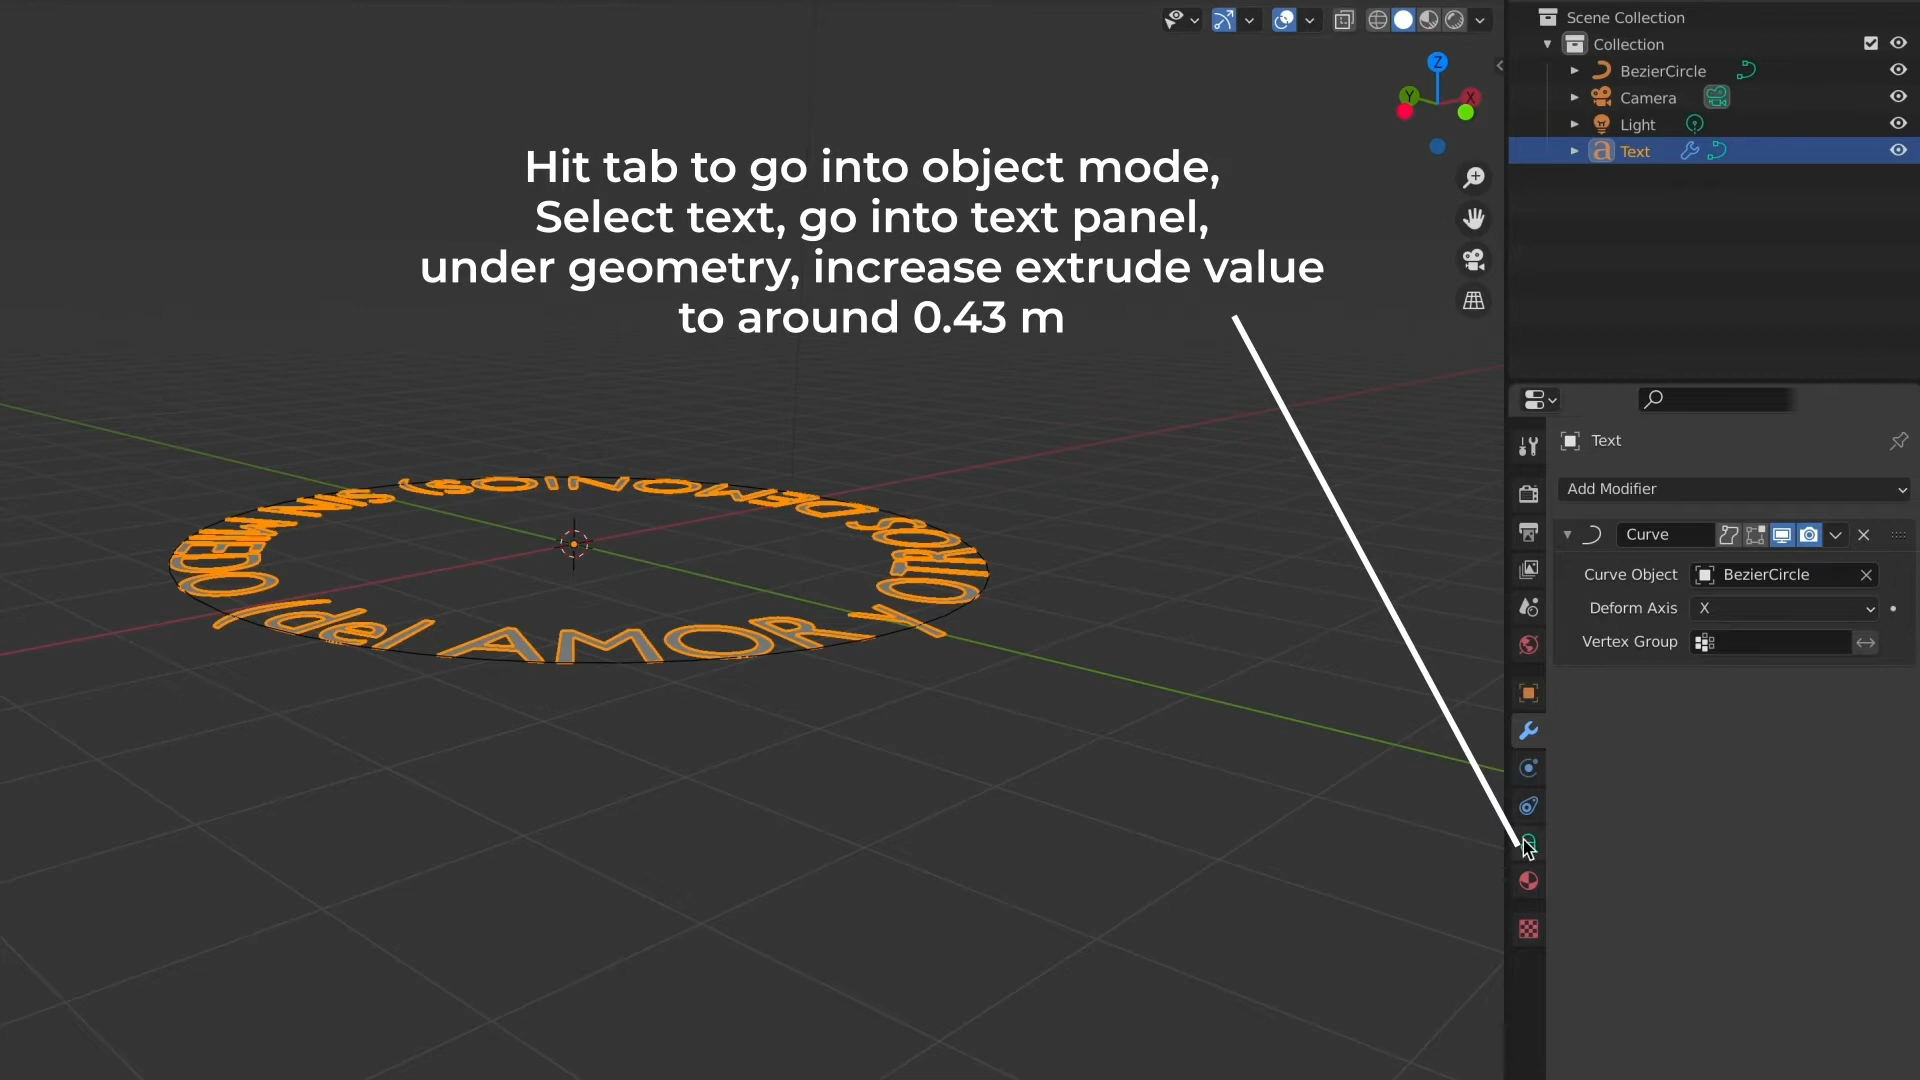 Scene Collection
Collection
BezierCircle
Camera
Light
Text
Z
Y
X
Hit tab to go into object mode,
Select text, go into text panel,
under geometry, increase extrude value
to around 0.43 m
Text
Add Modifier
Curve
Curve Object BezierCircle
Deform Axis X
Vertex Group
(del AMOR Y OTROS DEMONIOS)